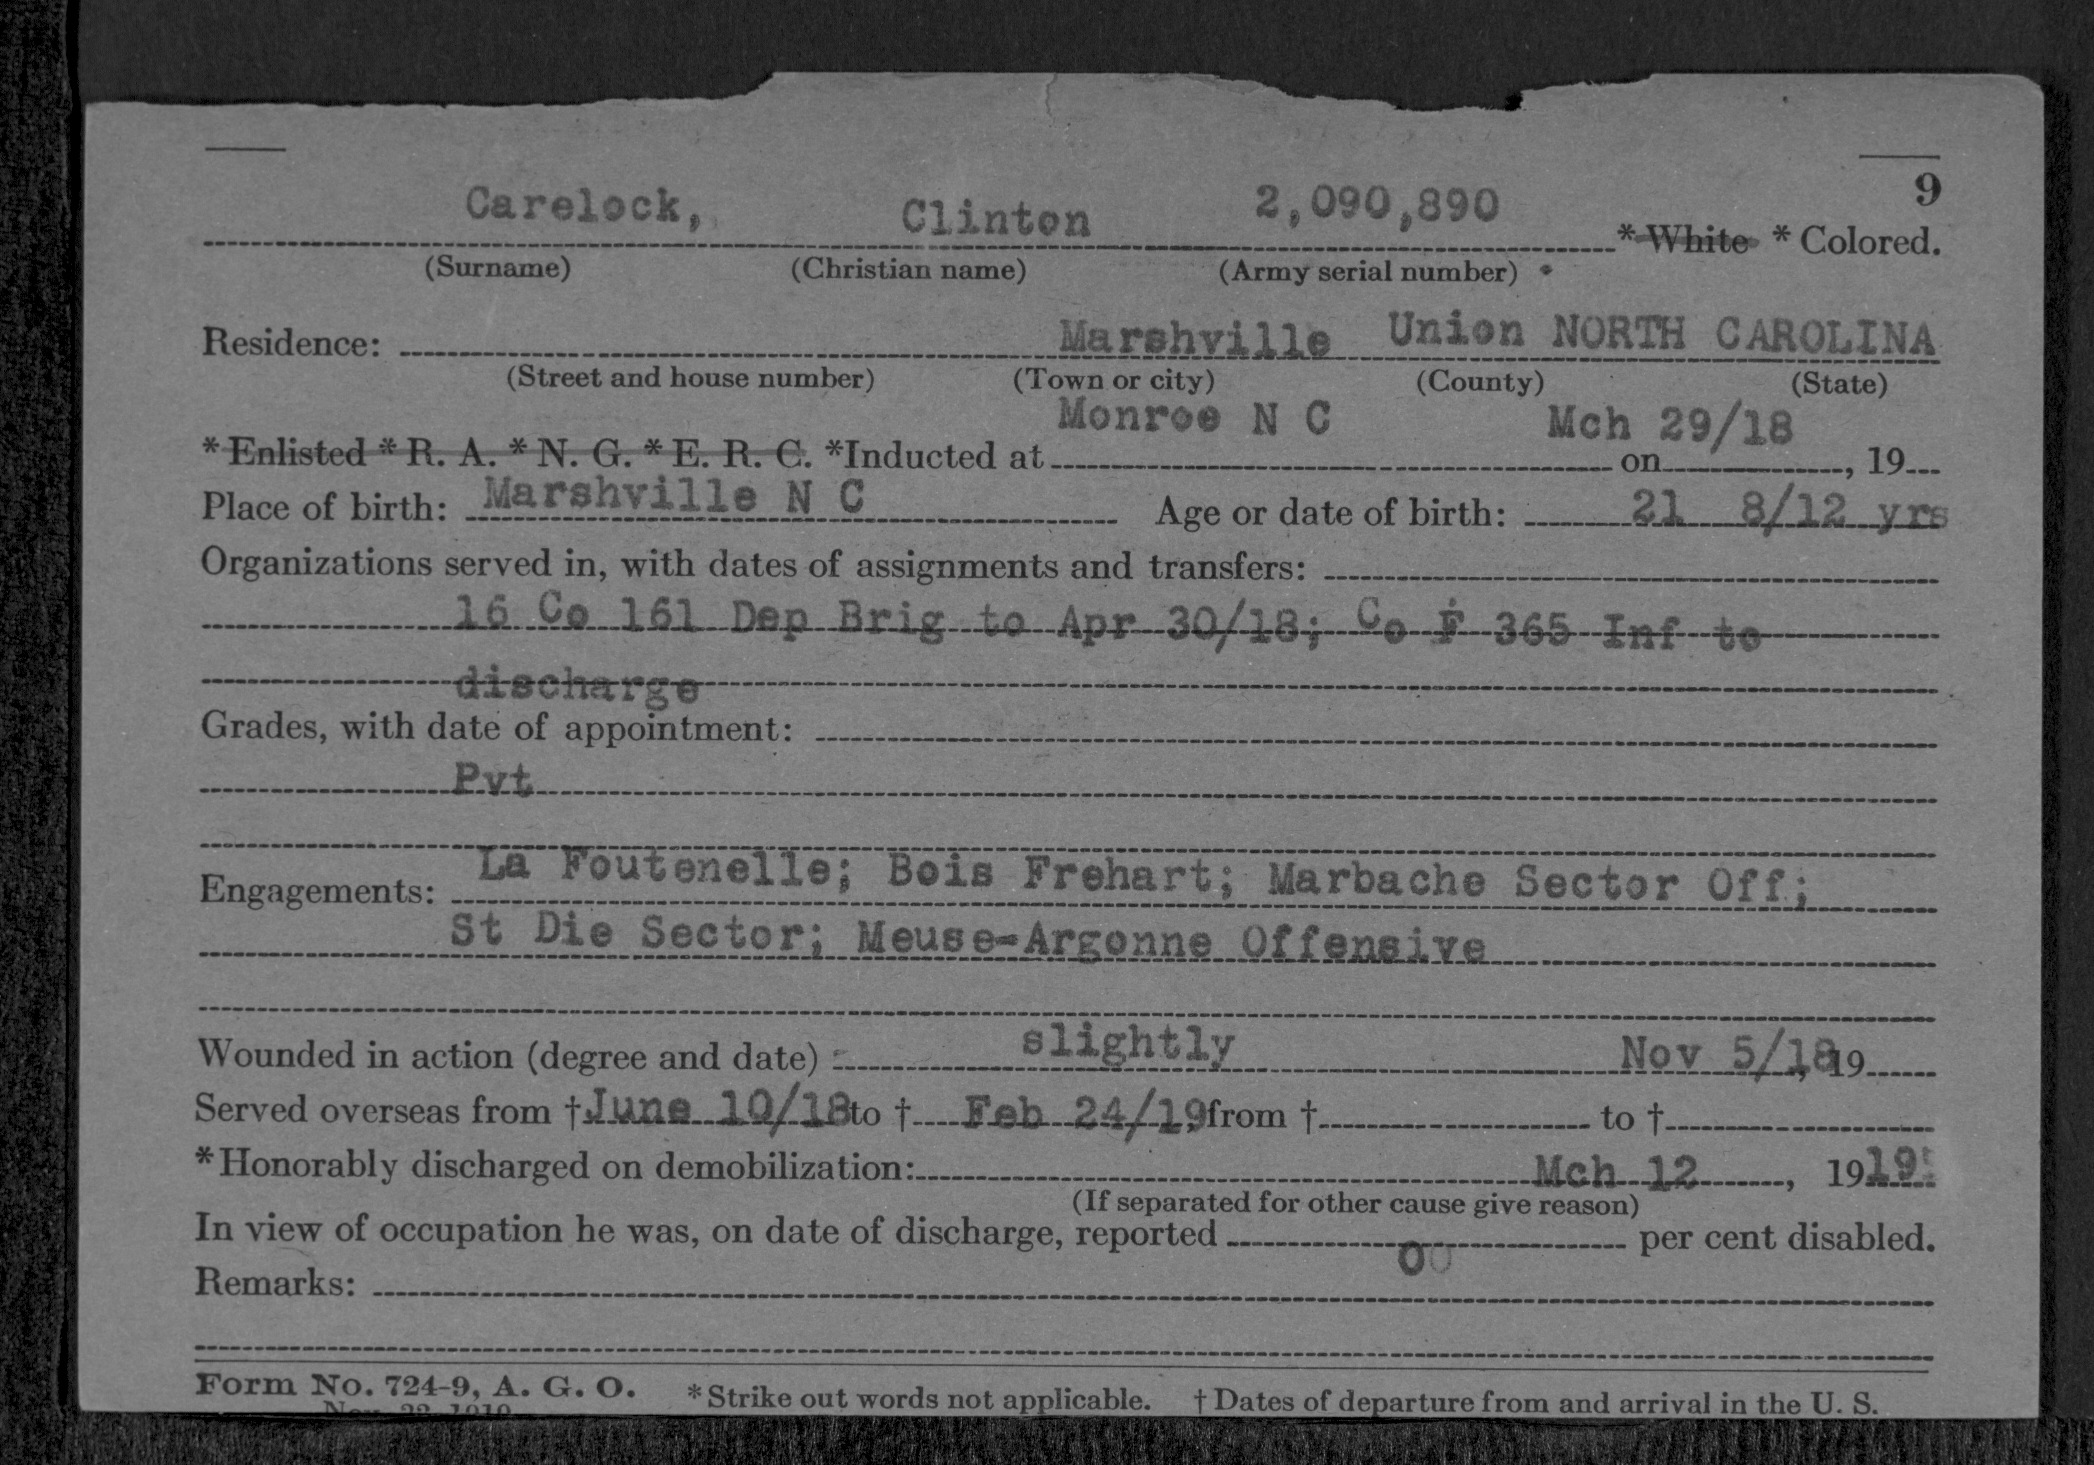 9
Carelock, Clinton 2,090,890 *White *Colored.
(Surname) (Christian name) (Army serial number)
Residence: Marshville Union NORTH CAROLINA
(Street and house number) (Town or city) (County) (State)
Monroe N C Mch 29/18
*Enlisted *R. A. *N. G. *E. R. C. *Inducted at on , 19
Place of birth: Marshville N C Age or date of birth: 21 8/12 yrs
Organizations served in, with dates of assignments and transfers:
16 Co 161 Dep Brig to Apr 30/18; Co F 365 Inf to
discharge
Grades, with date of appointment:
Pvt
Engagements: La Foutenelle; Bois Frehart; Marbache Sector Off;
St Die Sector; Meuse-Argonne Offensive
Wounded in action (degree and date) slightly Nov 5/18, 19
Served overseas from †June 10/18 to † Feb 24/19, from † to †
*Honorably discharged on demobilization: Mch 12, 1919
(If separated for other cause give reason)
In view of occupation he was, on date of discharge, reported 0 per cent disabled.
Remarks:
Form No. 724-9, A. G. O. *Strike out words not applicable. †Dates of departure from and arrival in the U. S.